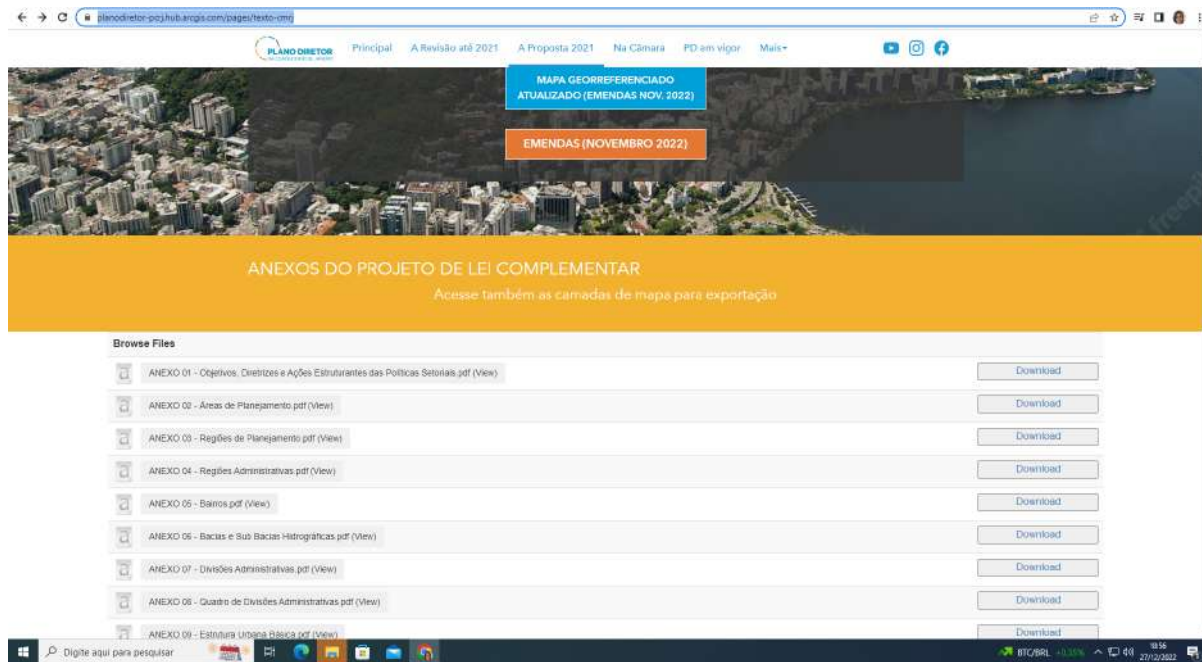 planodiretor-pcrj.hub.arcgis.com/pages/texto-cmrj
PLANO DIRETOR
Principal
A Revisão até 2021
A Proposta 2021
Na Câmara
PD em vigor
Mais
MAPA GEORREFERENCIADO
ATUALIZADO (EMENDAS NOV. 2022)
EMENDAS (NOVEMBRO 2022)
ANEXOS DO PROJETO DE LEI COMPLEMENTAR
Acesse também as camadas de mapa para exportação
Browse Files
ANEXO 01 - Objetivos, Diretrizes e Ações Estruturantes das Políticas Setoriais.pdf (View) Download
ANEXO 02 - Áreas de Planejamento.pdf (View) Download
ANEXO 03 - Regiões de Planejamento.pdf (View) Download
ANEXO 04 - Regiões Administrativas.pdf (View) Download
ANEXO 05 - Bairros.pdf (View) Download
ANEXO 06 - Bacias e Sub Bacias Hidrográficas.pdf (View) Download
ANEXO 07 - Divisões Administrativas.pdf (View) Download
ANEXO 08 - Quadro de Divisões Administrativas.pdf (View) Download
ANEXO 09 - Estrutura Urbana Básica.pdf (View) Download
Digite aqui para pesquisar
BTC/BRL +0,35%
10:56
27/12/2022